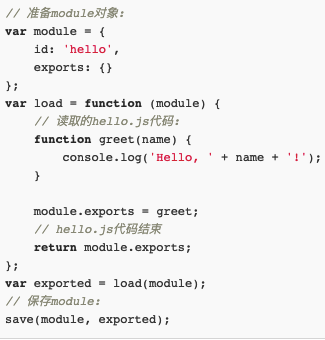 // 准备module对象:
var module = {
    id: 'hello',
    exports: {}
};
var load = function (module) {
    // 读取的hello.js代码:
    function greet(name) {
        console.log('Hello, ' + name + '!');
    }

    module.exports = greet;
    // hello.js代码结束
    return module.exports;
};
var exported = load(module);
// 保存module:
save(module, exported);